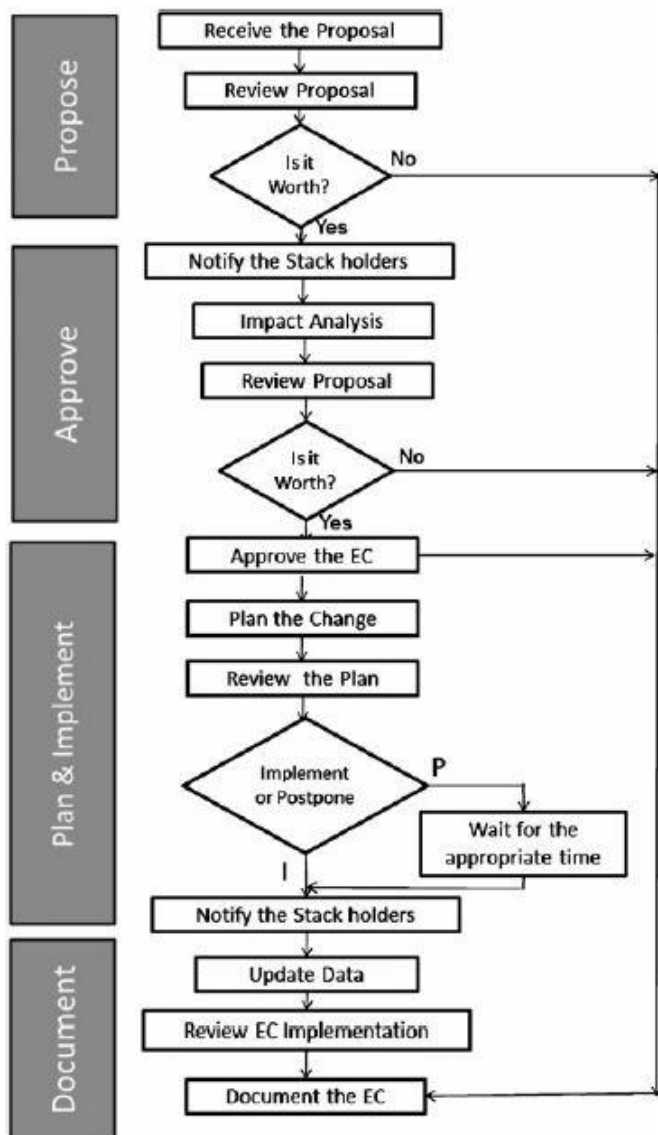 Propose
Receive the Proposal
Review Proposal
Is it
Worth?
No
Yes
Approve
Notify the Stack holders
Impact Analysis
Review Proposal
Is it
Worth?
No
Yes
Plan & Implement
Approve the EC
Plan the Change
Review the Plan
Implement
or Postpone
P
Wait for the
appropriate time
I
Notify the Stack holders
Document
Update Data
Review EC Implementation
Document the EC